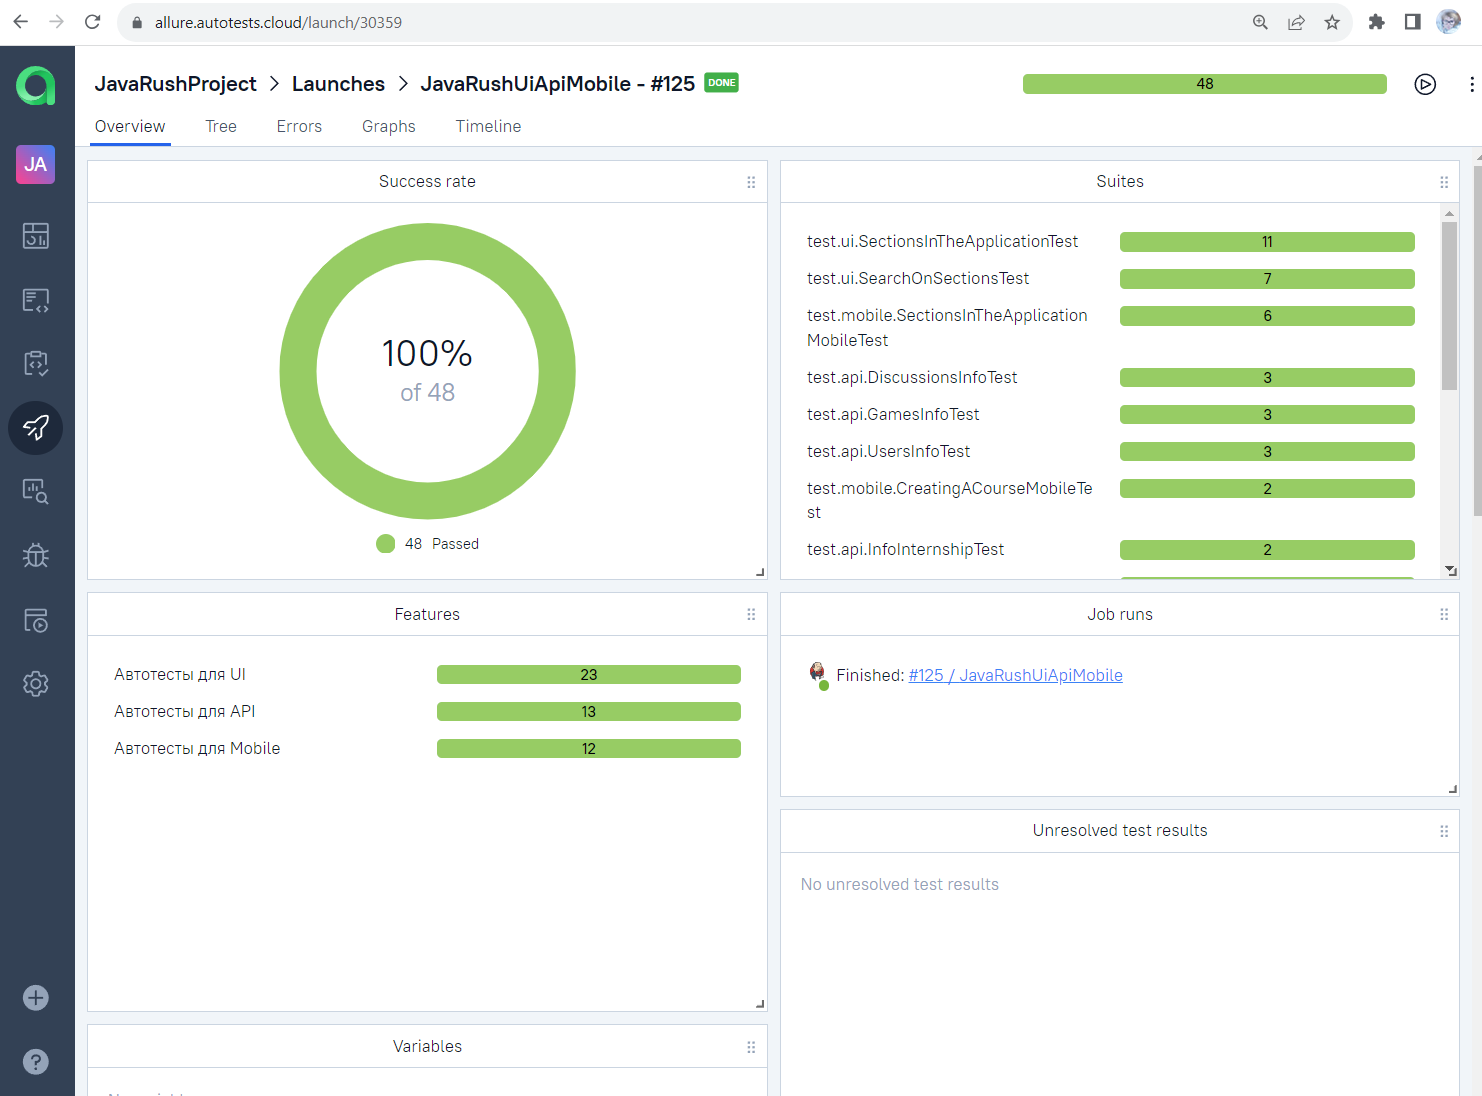 allure.autotests.cloud/launch/30359
JavaRushProject > Launches > JavaRushUiApiMobile - #125 DONE
48
Overview Tree Errors Graphs Timeline
JA
Success rate
100%
of 48
48 Passed
Suites
test.ui.SectionsInTheApplicationTest 11
test.ui.SearchOnSectionsTest 7
test.mobile.SectionsInTheApplication 6
MobileTest
test.api.DiscussionsInfoTest 3
test.api.GamesInfoTest 3
test.api.UsersInfoTest 3
test.mobile.CreatingACourseMobileTe 2
st
test.api.InfoInternshipTest 2
Features
Автотесты для UI 23
Автотесты для API 13
Автотесты для Mobile 12
Job runs
Finished: #125 / JavaRushUiApiMobile
Unresolved test results
No unresolved test results
Variables